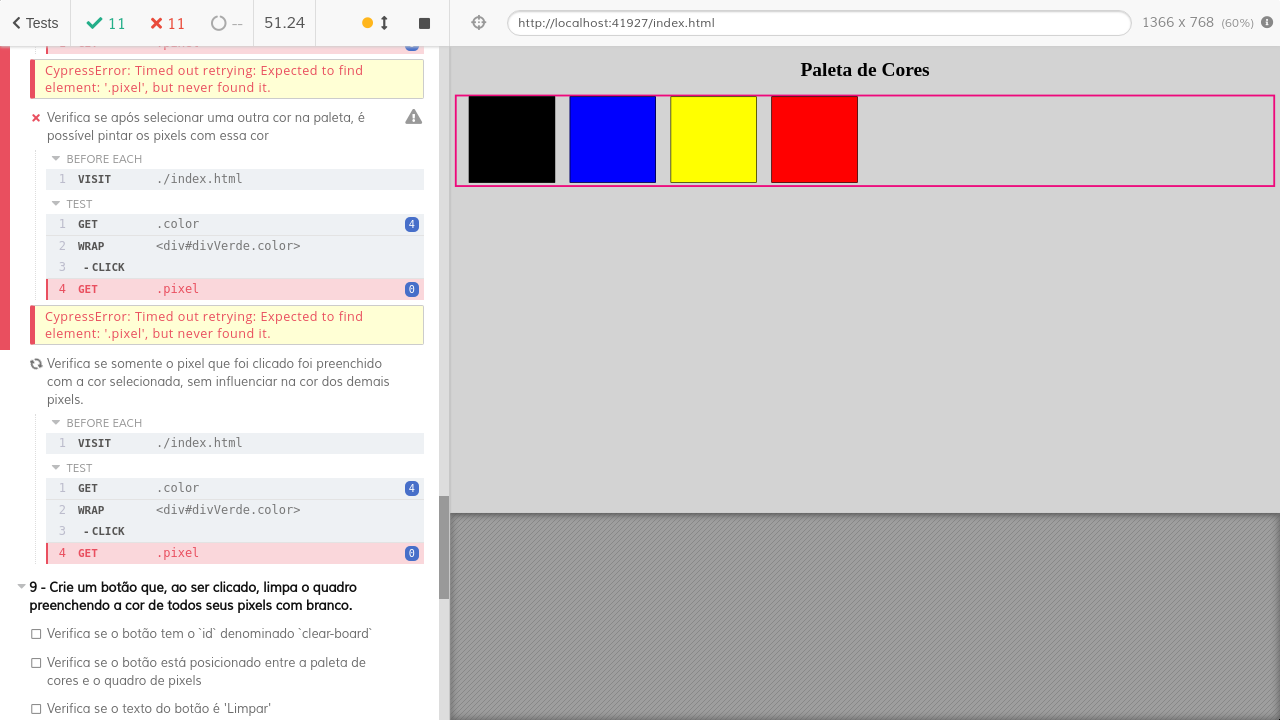 Tests 11 11 -- 51.24 http://localhost:41927/index.html 1366 x 768 (60%)
CypressError: Timed out retrying: Expected to find
element: '.pixel', but never found it.
Verifica se após selecionar uma outra cor na paleta, é
possível pintar os pixels com essa cor
BEFORE EACH
1 VISIT ./index.html
TEST
1 GET .color 4
2 WRAP <div#divVerde.color>
3 -CLICK
4 GET .pixel 0
CypressError: Timed out retrying: Expected to find
element: '.pixel', but never found it.
Verifica se somente o pixel que foi clicado foi preenchido
com a cor selecionada, sem influenciar na cor dos demais
pixels.
BEFORE EACH
1 VISIT ./index.html
TEST
1 GET .color 4
2 WRAP <div#divVerde.color>
3 -CLICK
4 GET .pixel 0
9 - Crie um botão que, ao ser clicado, limpa o quadro
preenchendo a cor de todos seus pixels com branco.
Verifica se o botão tem o `id` denominado `clear-board`
Verifica se o botão está posicionado entre a paleta de
cores e o quadro de pixels
Verifica se o texto do botão é 'Limpar'
Paleta de Cores